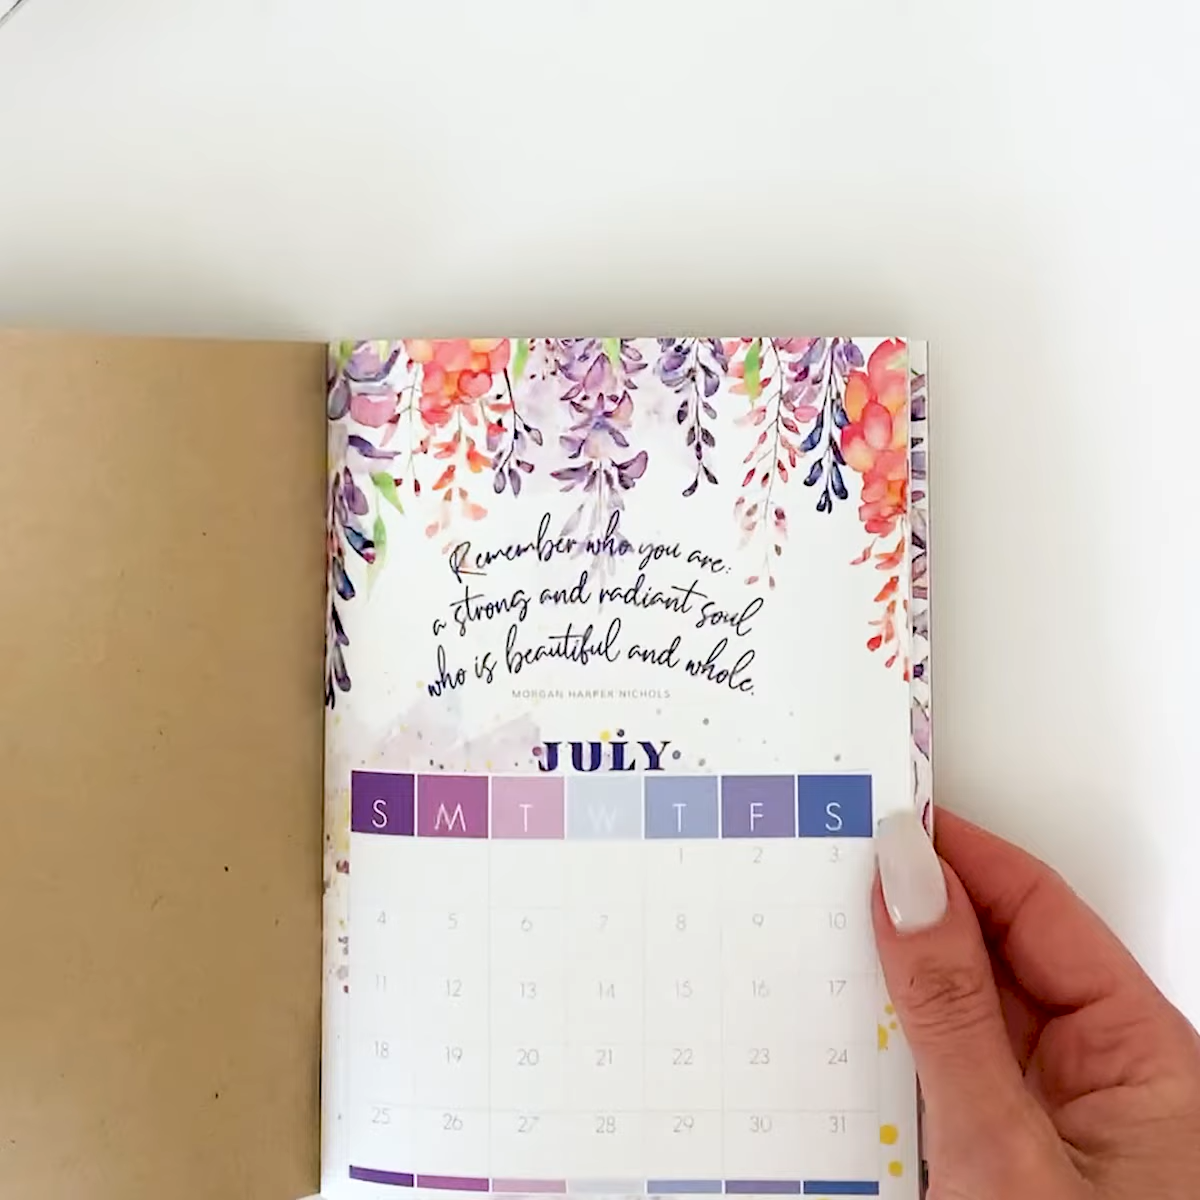 Remember who you are:
a strong and radiant soul
who is beautiful and whole.
MORGAN HARPER NICHOLS
JULY
S M T W T F S
1 2 3
4 5 6 7 8 9 10
11 12 13 14 15 16 17
18 19 20 21 22 23 24
25 26 27 28 29 30 31